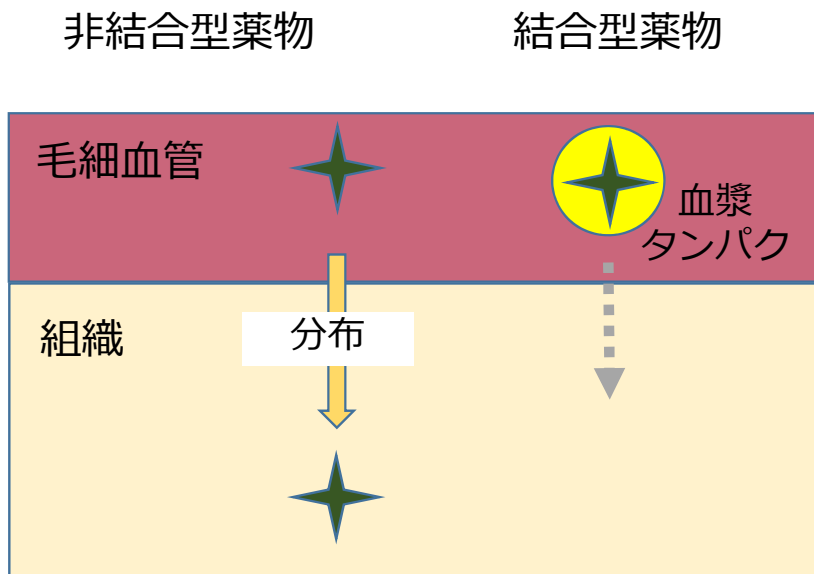 非結合型薬物
結合型薬物
毛細血管
血漿
タンパク
組織
分布